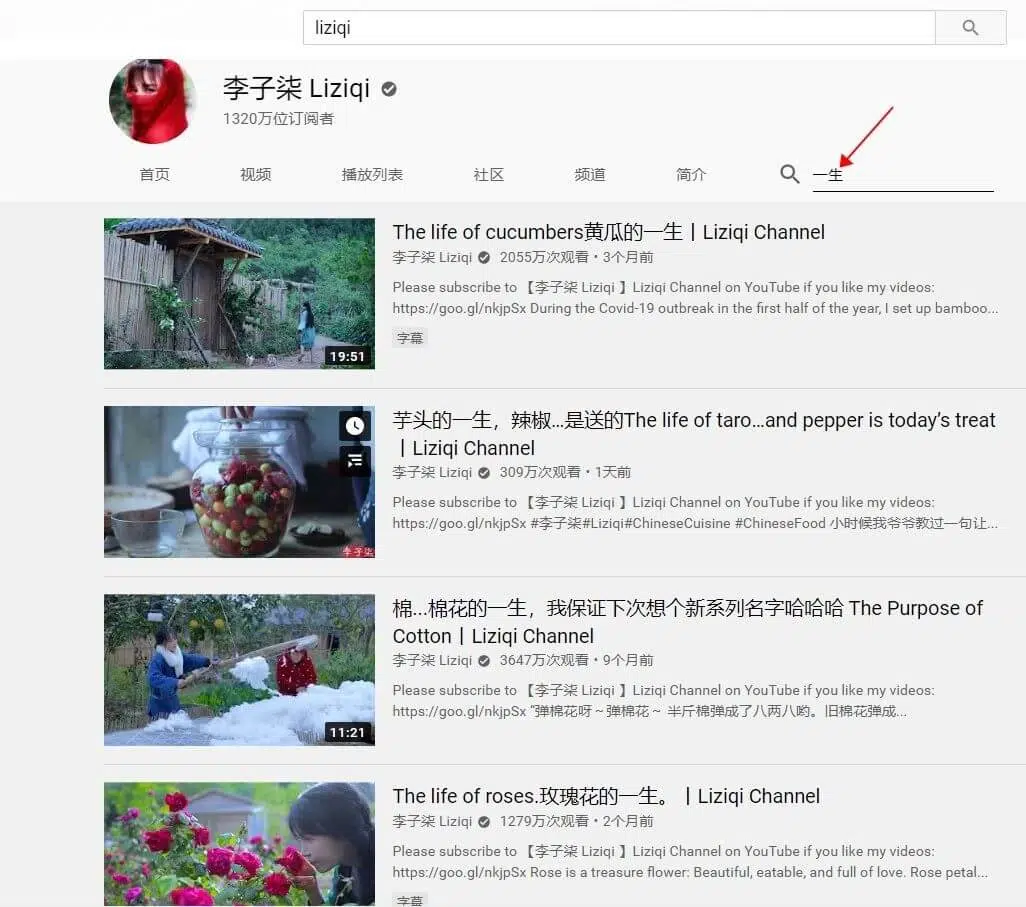 liziqi
李子柒 Liziqi
1320万位订阅者
首页 视频 播放列表 社区 频道 简介 一生
The life of cucumbers黄瓜的一生丨Liziqi Channel
李子柒 Liziqi 2055万次观看・3个月前
Please subscribe to 【李子柒 Liziqi 】Liziqi Channel on YouTube if you like my videos:
https://goo.gl/nkjpSx During the Covid-19 outbreak in the first half of the year, I set up bamboo...
字幕
19:51
芋头的一生，辣椒...是送的The life of taro...and pepper is today’s treat
丨Liziqi Channel
李子柒 Liziqi 309万次观看・1天前
Please subscribe to 【李子柒 Liziqi 】Liziqi Channel on YouTube if you like my videos:
https://goo.gl/nkjpSx #李子柒#Liziqi#ChineseCuisine #ChineseFood 小时候我爷爷教过一句让...
李子柒
棉...棉花的一生，我保证下次想个新系列名字哈哈哈 The Purpose of
Cotton丨Liziqi Channel
李子柒 Liziqi 3647万次观看・9个月前
Please subscribe to 【李子柒 Liziqi 】Liziqi Channel on YouTube if you like my videos:
https://goo.gl/nkjpSx “弹棉花呀～弹棉花～ 半斤棉弹成了八两八哟。旧棉花弹成...
11:21
The life of roses.玫瑰花的一生。丨Liziqi Channel
李子柒 Liziqi 1279万次观看・2个月前
Please subscribe to 【李子柒 Liziqi 】Liziqi Channel on YouTube if you like my videos:
https://goo.gl/nkjpSx Rose is a treasure flower: Beautiful, eatable, and full of love. Rose petal...
字幕